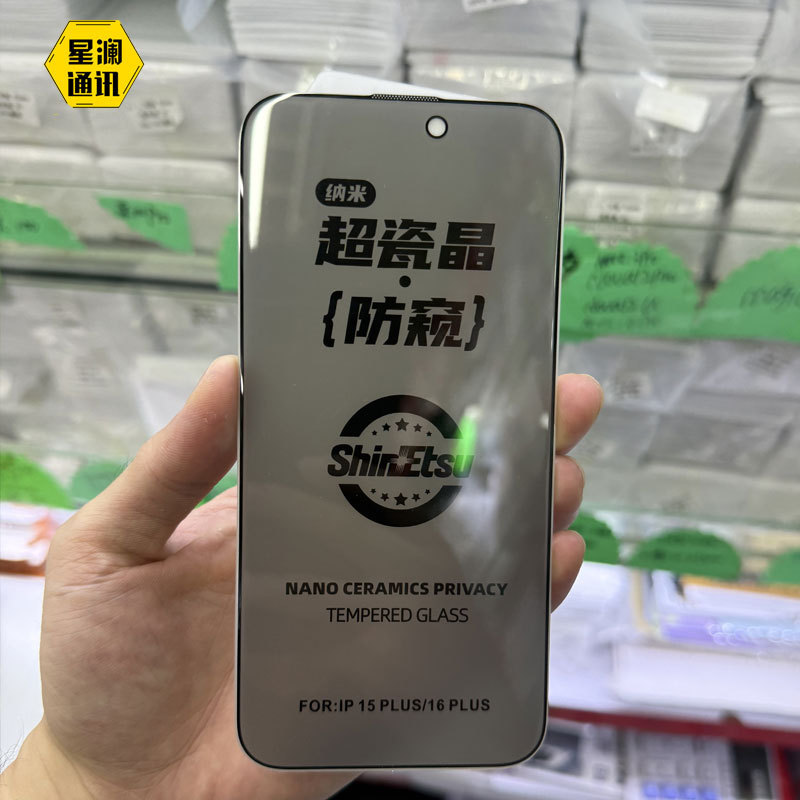 星澜
通讯
纳米
超瓷晶
·
{防窥}
ShinEtsu
NANO CERAMICS PRIVACY
TEMPERED GLASS
FOR:IP 15 PLUS/16 PLUS